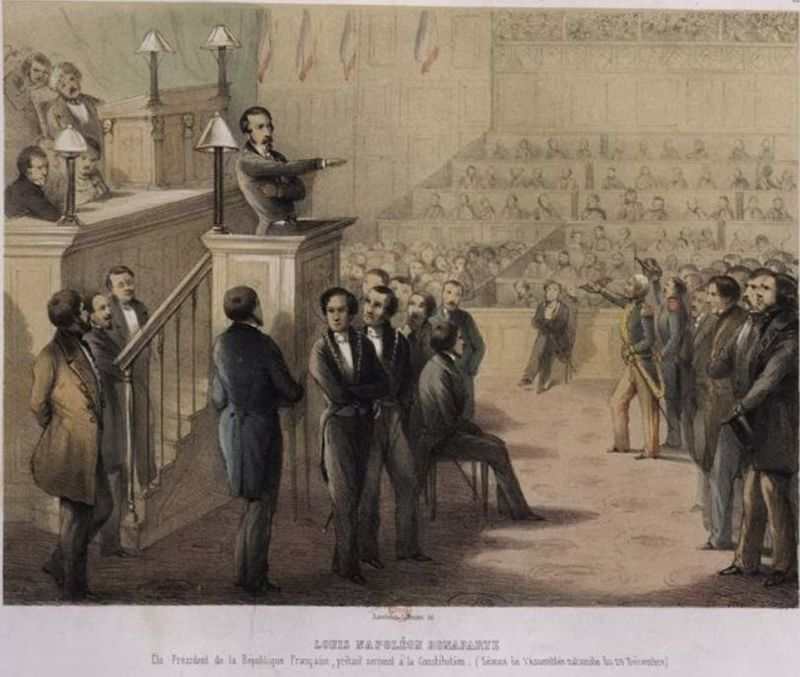 LOUIS NAPOLÉON BONAPARTE
Élu Président de la République Française, prêtant serment à la Constitution. (Séance de l'Assemblée nationale du 20 Décembre)